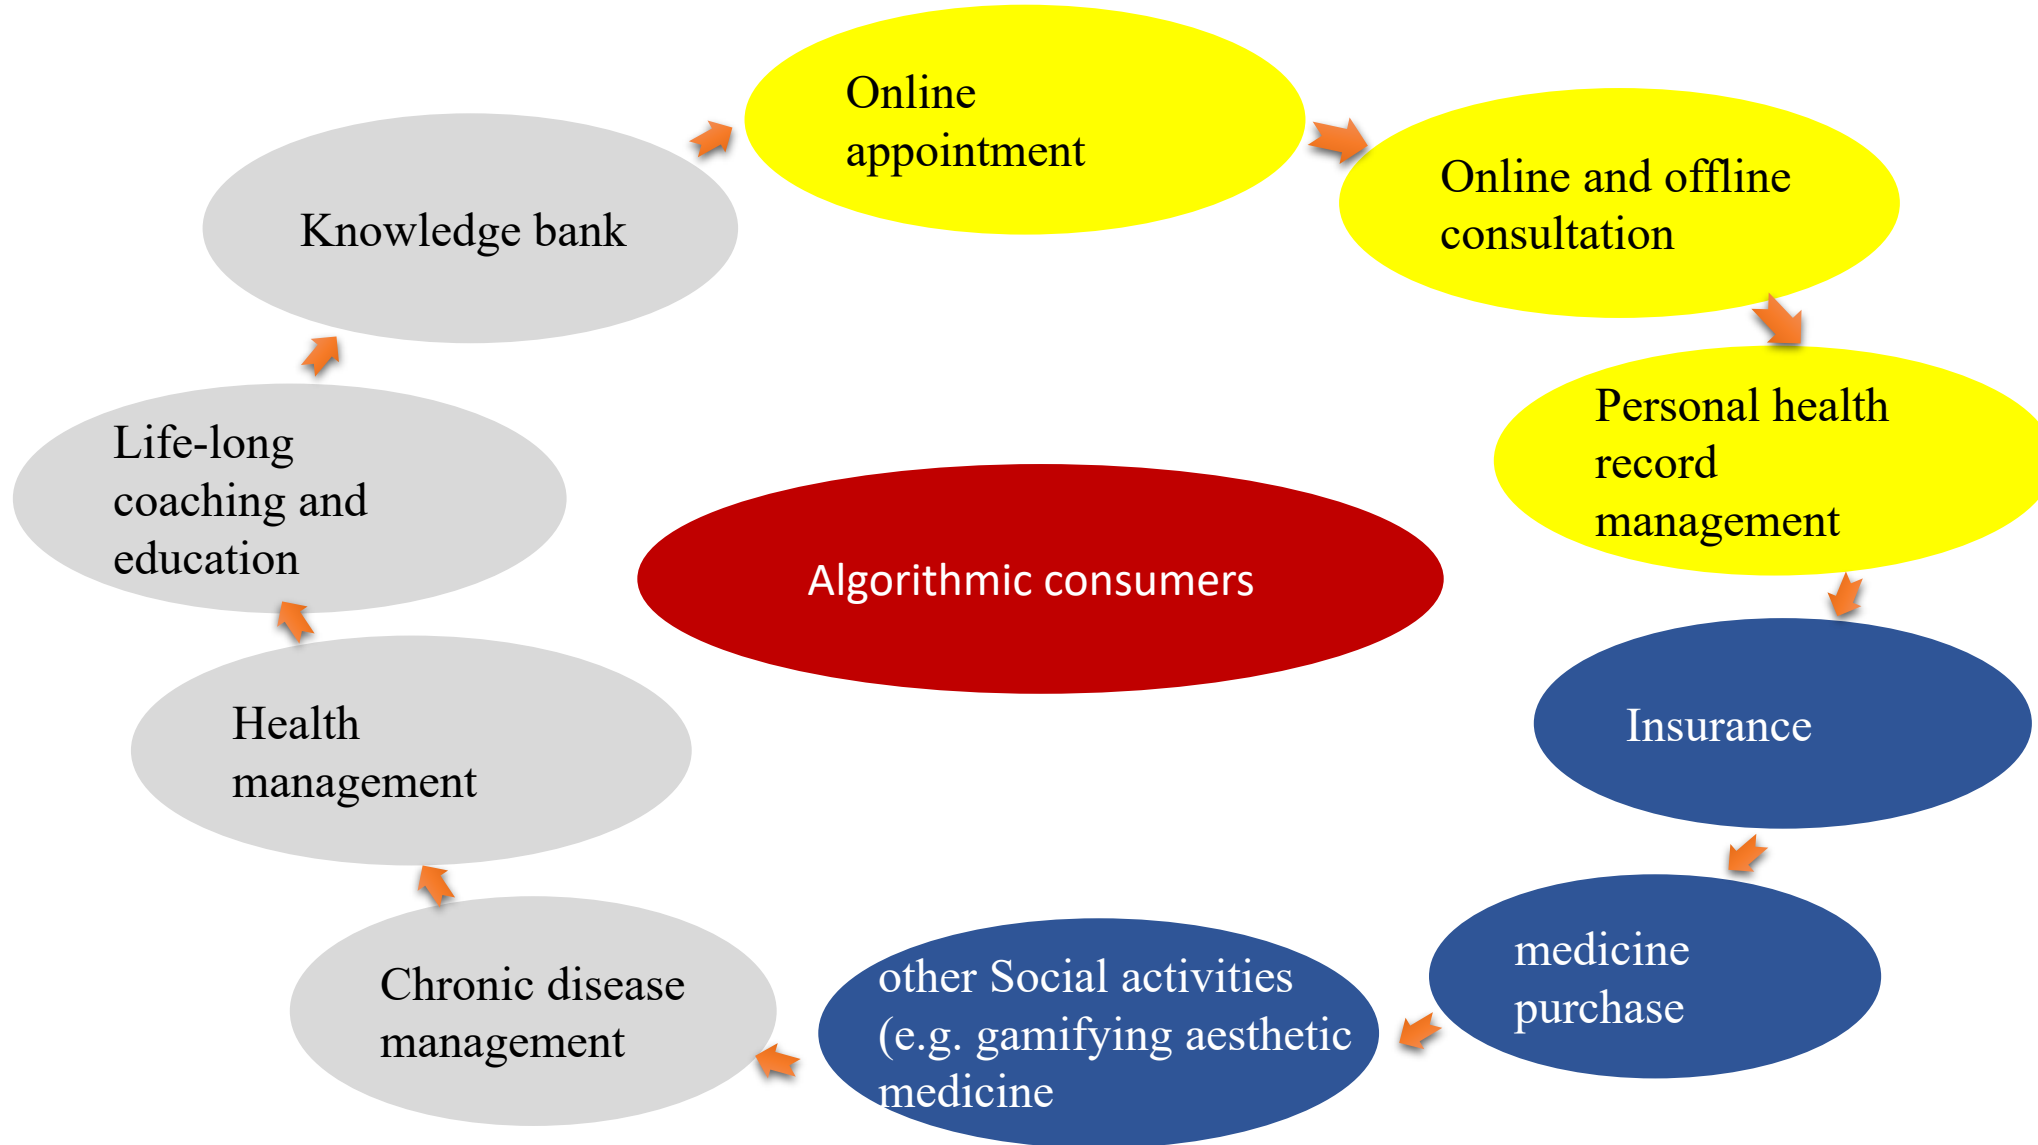 Online
appointment
Online and offline
consultation
Personal health
record
management
Insurance
medicine
purchase
other Social activities
(e.g. gamifying aesthetic
medicine
Chronic disease
management
Health
management
Life-long
coaching and
education
Knowledge bank
Algorithmic consumers